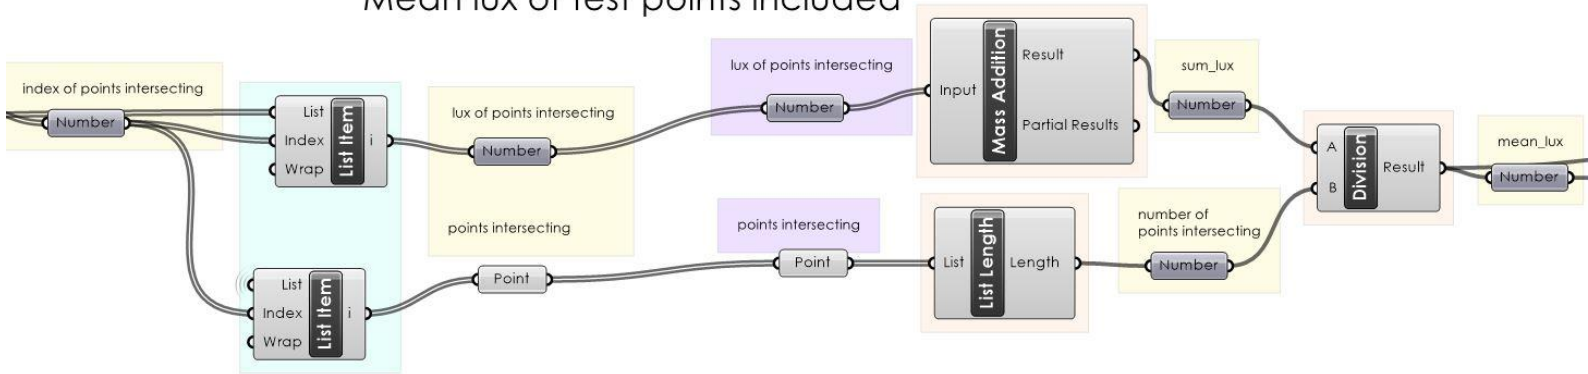 Mean lux of test points included
index of points intersecting
Number
List
Index
Wrap
List Item
i
lux of points intersecting
Number
points intersecting
List
Index
Wrap
List Item
i
Point
lux of points intersecting
Number
points intersecting
Point
Input
Mass Addition
Result
Partial Results
List
List Length
Length
sum_lux
Number
number of
points intersecting
Number
A
B
Division
Result
mean_lux
Number